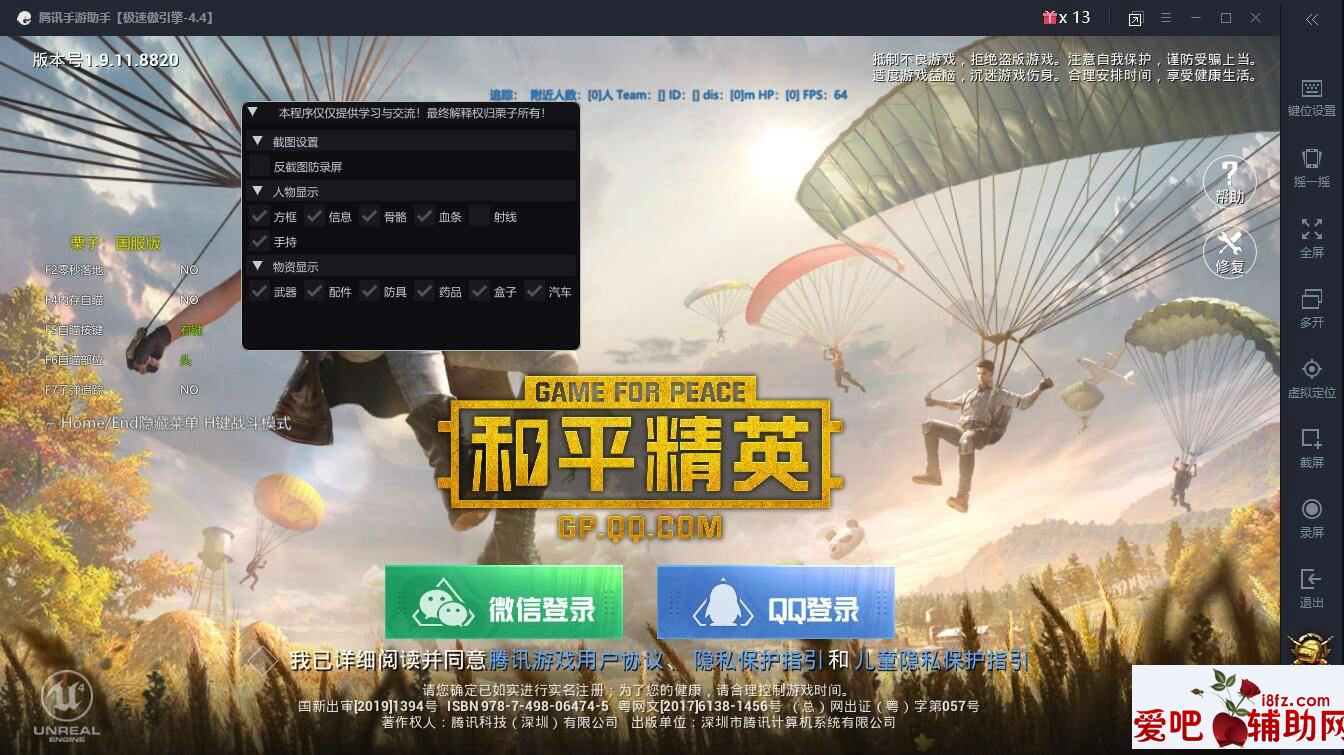 腾讯手游助手【极速傲引擎-4.4】
x 13
版本号1.9.11.8820
抵制不良游戏，拒绝盗版游戏。注意自我保护，谨防受骗上当。
适度游戏益脑，沉迷游戏伤身。合理安排时间，享受健康生活。
追踪： 附近人数：[0]人 Team：[] ID：[] dis：[0]m HP：[0] FPS：64
本程序仅仅提供学习与交流！最终解释权归栗子所有！
截图设置
反截图防录屏
人物显示
方框 信息 骨骼 血条 射线
手持
物资显示
武器 配件 防具 药品 盒子 汽车
栗子：国服版
F2零秒落地 NO
F4内存自瞄 NO
F5自瞄按键 右键
F6自瞄部位 头
F7子弹追踪 NO
~ Home/End隐藏菜单 H键战斗模式
?
帮助
修复
键位设置
摇一摇
全屏
多开
虚拟定位
截屏
录屏
退出
GAME FOR PEACE
和平精英
GP.QQ.COM
微信登录
QQ登录
我已详细阅读并同意腾讯游戏用户协议、隐私保护指引和儿童隐私保护指引
请您确定已如实进行实名注册；为了您的健康，请合理控制游戏时间。
国新出审[2019]1394号 ISBN 978-7-498-06474-5 粤网文[2017]6138-1456号 （总）网出证（粤）字第057号
著作权人：腾讯科技（深圳）有限公司 出版单位：深圳市腾讯计算机系统有限公司
UNREAL
ENGINE
i8fz.com
爱吧辅助网